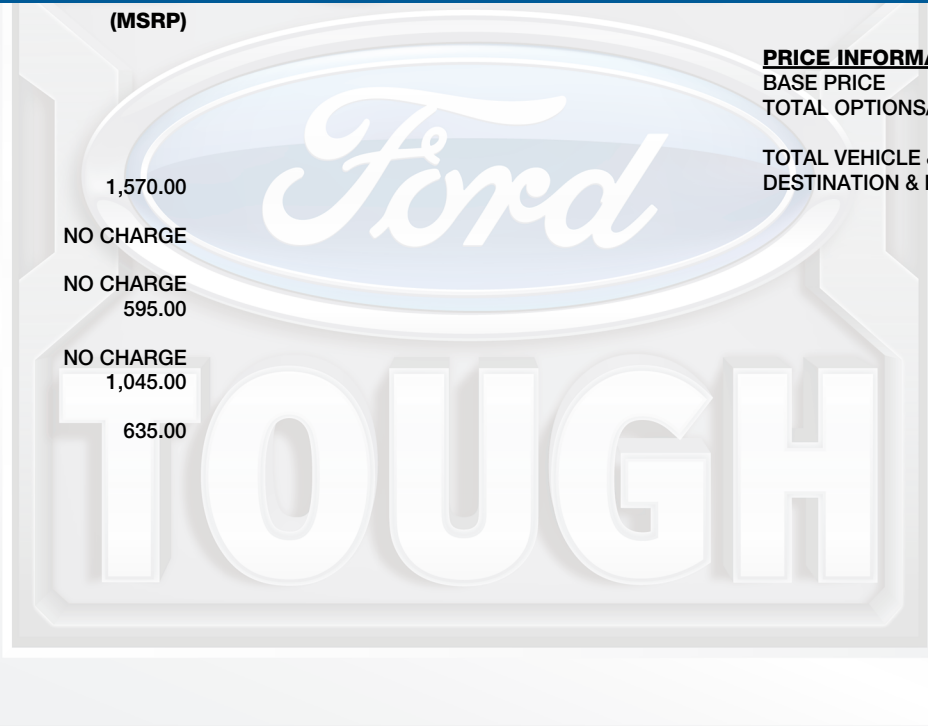 (MSRP)
1,570.00
NO CHARGE
NO CHARGE
595.00
NO CHARGE
1,045.00
635.00
PRICE INFORMA
BASE PRICE
TOTAL OPTIONS
TOTAL VEHICLE
DESTINATION &
Ford
TOUGH